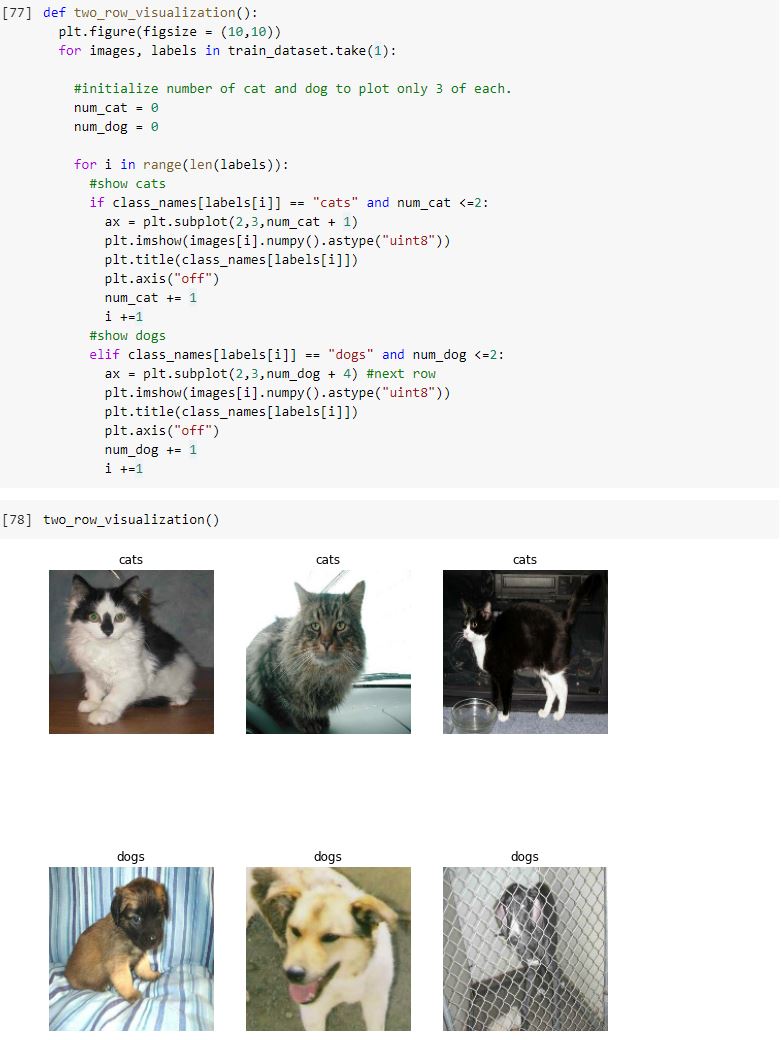 [77] def two_row_visualization():
plt.figure(figsize = (10,10))
for images, labels in train_dataset.take(1):
#initialize number of cat and dog to plot only 3 of each.
num_cat = 0
num_dog = 0
for i in range(len(labels)):
#show cats
if class_names[labels[i]] == "cats" and num_cat <=2:
ax = plt.subplot(2,3,num_cat + 1)
plt.imshow(images[i].numpy().astype("uint8"))
plt.title(class_names[labels[i]])
plt.axis("off")
num_cat += 1
i +=1
#show dogs
elif class_names[labels[i]] == "dogs" and num_dog <=2:
ax = plt.subplot(2,3,num_dog + 4) #next row
plt.imshow(images[i].numpy().astype("uint8"))
plt.title(class_names[labels[i]])
plt.axis("off")
num_dog += 1
i +=1
[78] two_row_visualization()
cats cats cats
dogs dogs dogs